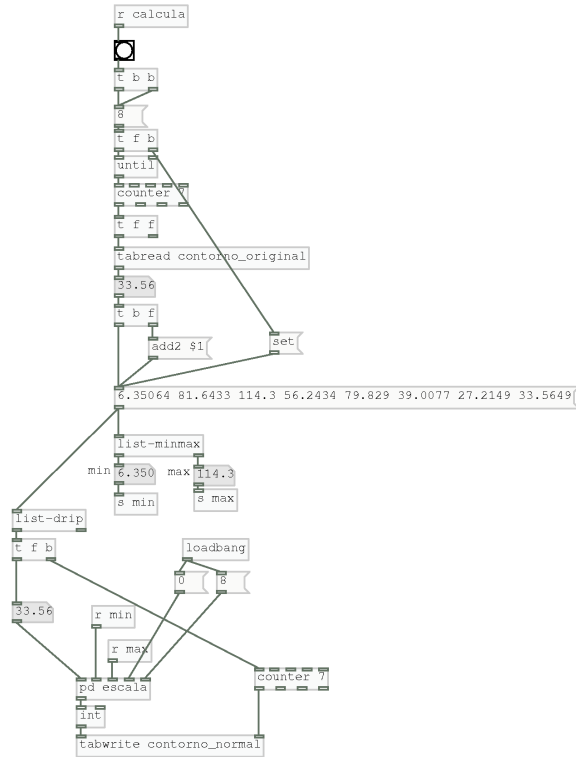 r calcula
t b b
8
t f b
until
counter 7
t f f
tabread contorno_original
33.56
t b f
add2 $1
set
6.35064 81.6433 114.3 56.2434 79.829 39.0077 27.2149 33.5649
list-minmax
min 6.350 max 114.3
s min
s max
list-drip
t f b
loadbang
0
8
33.56
r min
r max
counter 7
pd escala
int
tabwrite contorno_normal